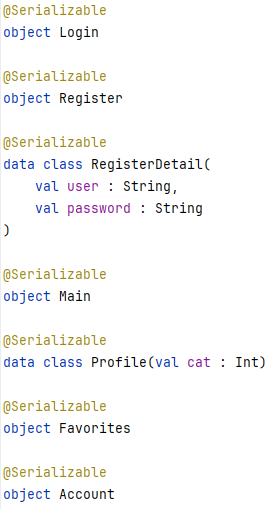 @Serializable
object Login
@Serializable
object Register
@Serializable
data class RegisterDetail(
    val user : String,
    val password : String
)
@Serializable
object Main
@Serializable
data class Profile(val cat : Int)
@Serializable
object Favorites
@Serializable
object Account